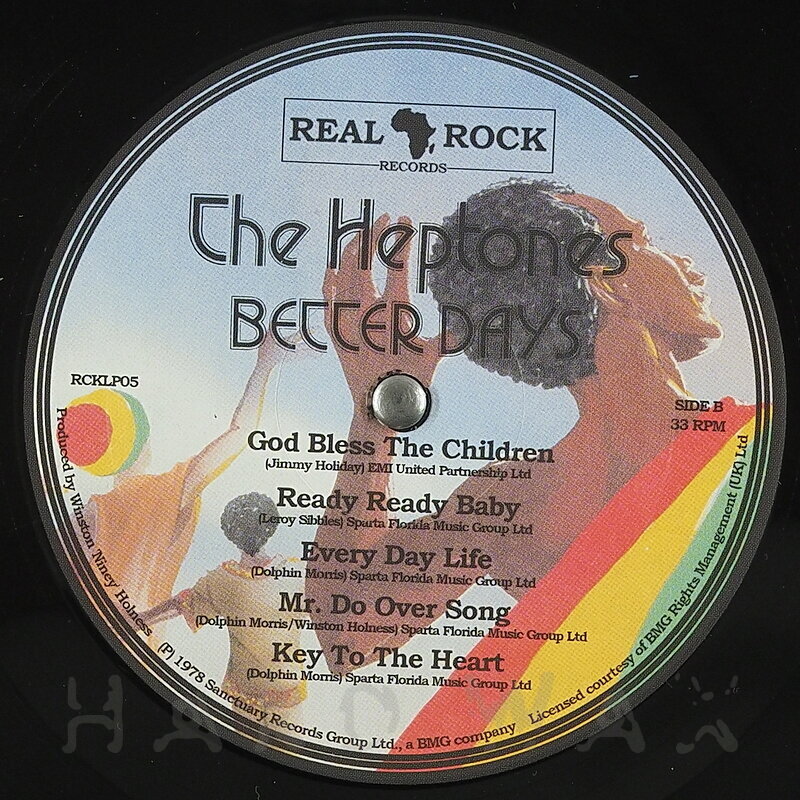 REAL ROCK
RECORDS
The Heptones
BETTER DAYS
RCKLP05
SIDE B
33 RPM
God Bless The Children
(Jimmy Holiday) EMI United Partnership Ltd
Ready Ready Baby
(Leroy Sibbles) Sparta Florida Music Group Ltd
Every Day Life
(Dolphin Morris) Sparta Florida Music Group Ltd
Mr. Do Over Song
(Dolphin Morris/Winston Holness) Sparta Florida Music Group Ltd
Key To The Heart
(Dolphin Morris) Sparta Florida Music Group Ltd
Produced by Winston 'Niney' Holness (P) 1978 Sanctuary Records Group Ltd., a BMG company Licensed courtesy of BMG Rights Management (UK) Ltd
HARD WAX